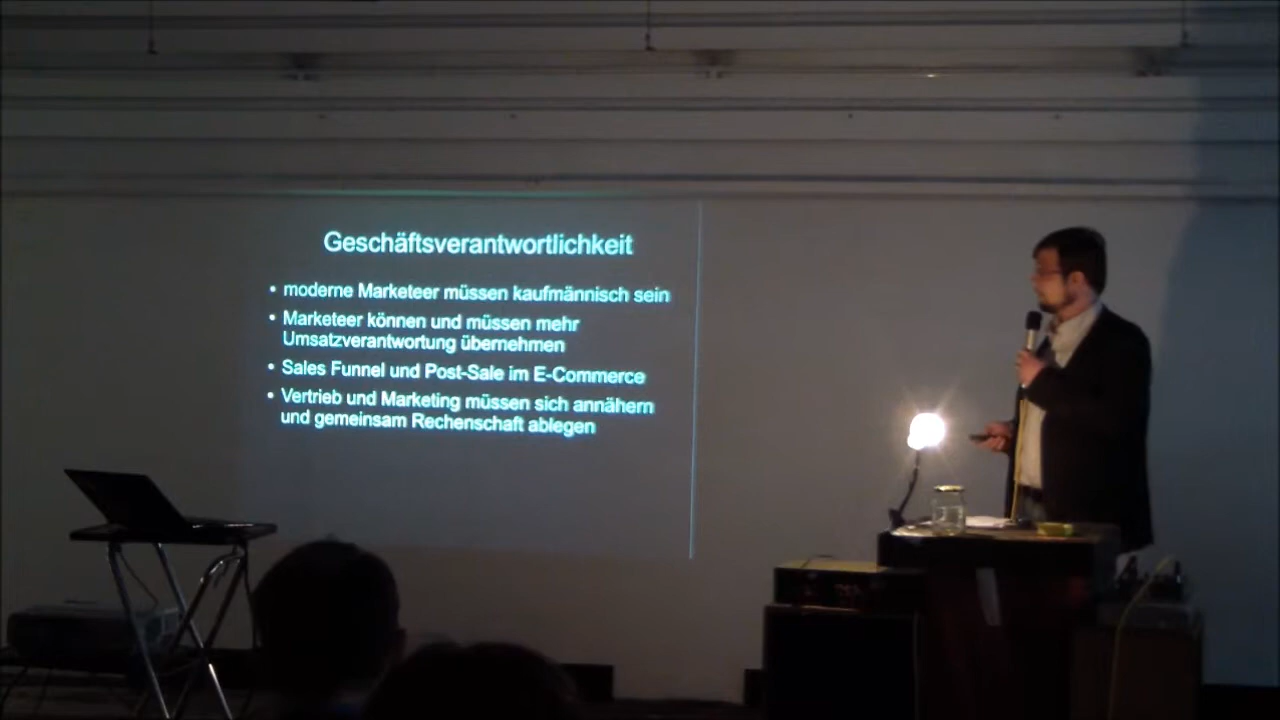 Geschäftsverantwortlichkeit
• moderne Marketeer müssen kaufmännisch sein
• Marketeer können und müssen mehr
Umsatzverantwortung übernehmen
• Sales Funnel und Post-Sale im E-Commerce
• Vertrieb und Marketing müssen sich annähern
und gemeinsam Rechenschaft ablegen